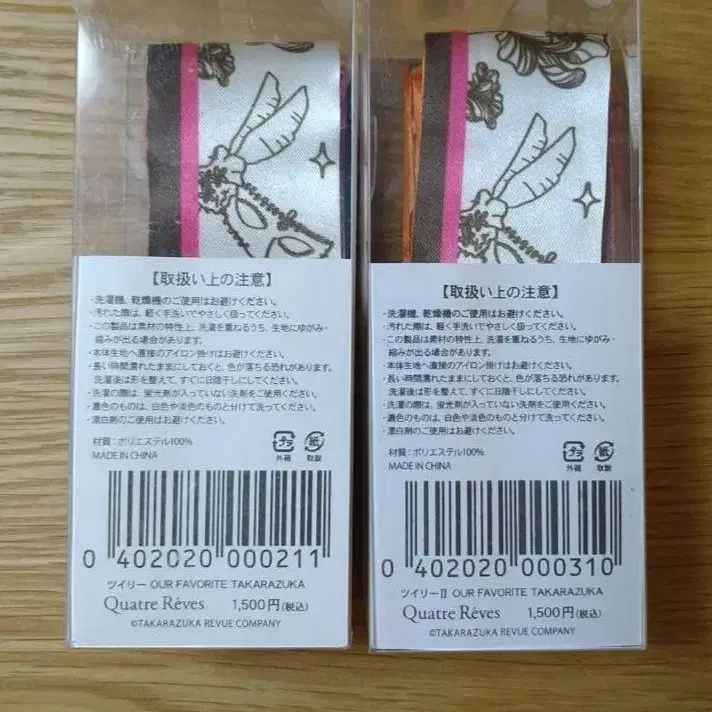 【取扱い上の注意】
・洗濯機、乾燥機のご使用はお避けください。
・汚れた際は、軽く手洗いでやさしく扱ってください。
・この製品は素材の特性上、洗濯を重ねるうち、生地にゆがみ・
縮みが出る場合があります。
・本体生地へ直接のアイロン掛けはお避けください。
・長い時間濡れたままにしておくと、色が落ちる恐れがあります。
洗濯後は形を整えて、すぐに日陰干しにしてください。
・洗濯の際は、蛍光剤が入っていない洗剤をご使用ください。
・濃色のものは、白色や淡色のものと分けて洗ってください。
・漂白剤のご使用はお避けください。
材質：ポリエステル100%
MADE IN CHINA
プラ
外箱
紙
取説
0 402020 000211
ツイリー OUR FAVORITE TAKARAZUKA
Quatre Rêves 1,500円(税込)
©TAKARAZUKA REVUE COMPANY
【取扱い上の注意】
・洗濯機、乾燥機のご使用はお避けください。
・汚れた際は、軽く手洗いでやさしく扱ってください。
・この製品は素材の特性上、洗濯を重ねるうち、生地にゆがみ・
縮みが出る場合があります。
・本体生地へ直接のアイロン掛けはお避けください。
・長い時間濡れたままにしておくと、色が落ちる恐れがあります。
洗濯後は形を整えて、すぐに日陰干しにしてください。
・洗濯の際は、蛍光剤が入っていない洗剤をご使用ください。
・濃色のものは、白色や淡色のものと分けて洗ってください。
・漂白剤のご使用はお避けください。
材質：ポリエステル100%
MADE IN CHINA
プラ
外箱
紙
取説
0 402020 000310
ツイリーⅡ OUR FAVORITE TAKARAZUKA
Quatre Rêves 1,500円(税込)
©TAKARAZUKA REVUE COMPANY